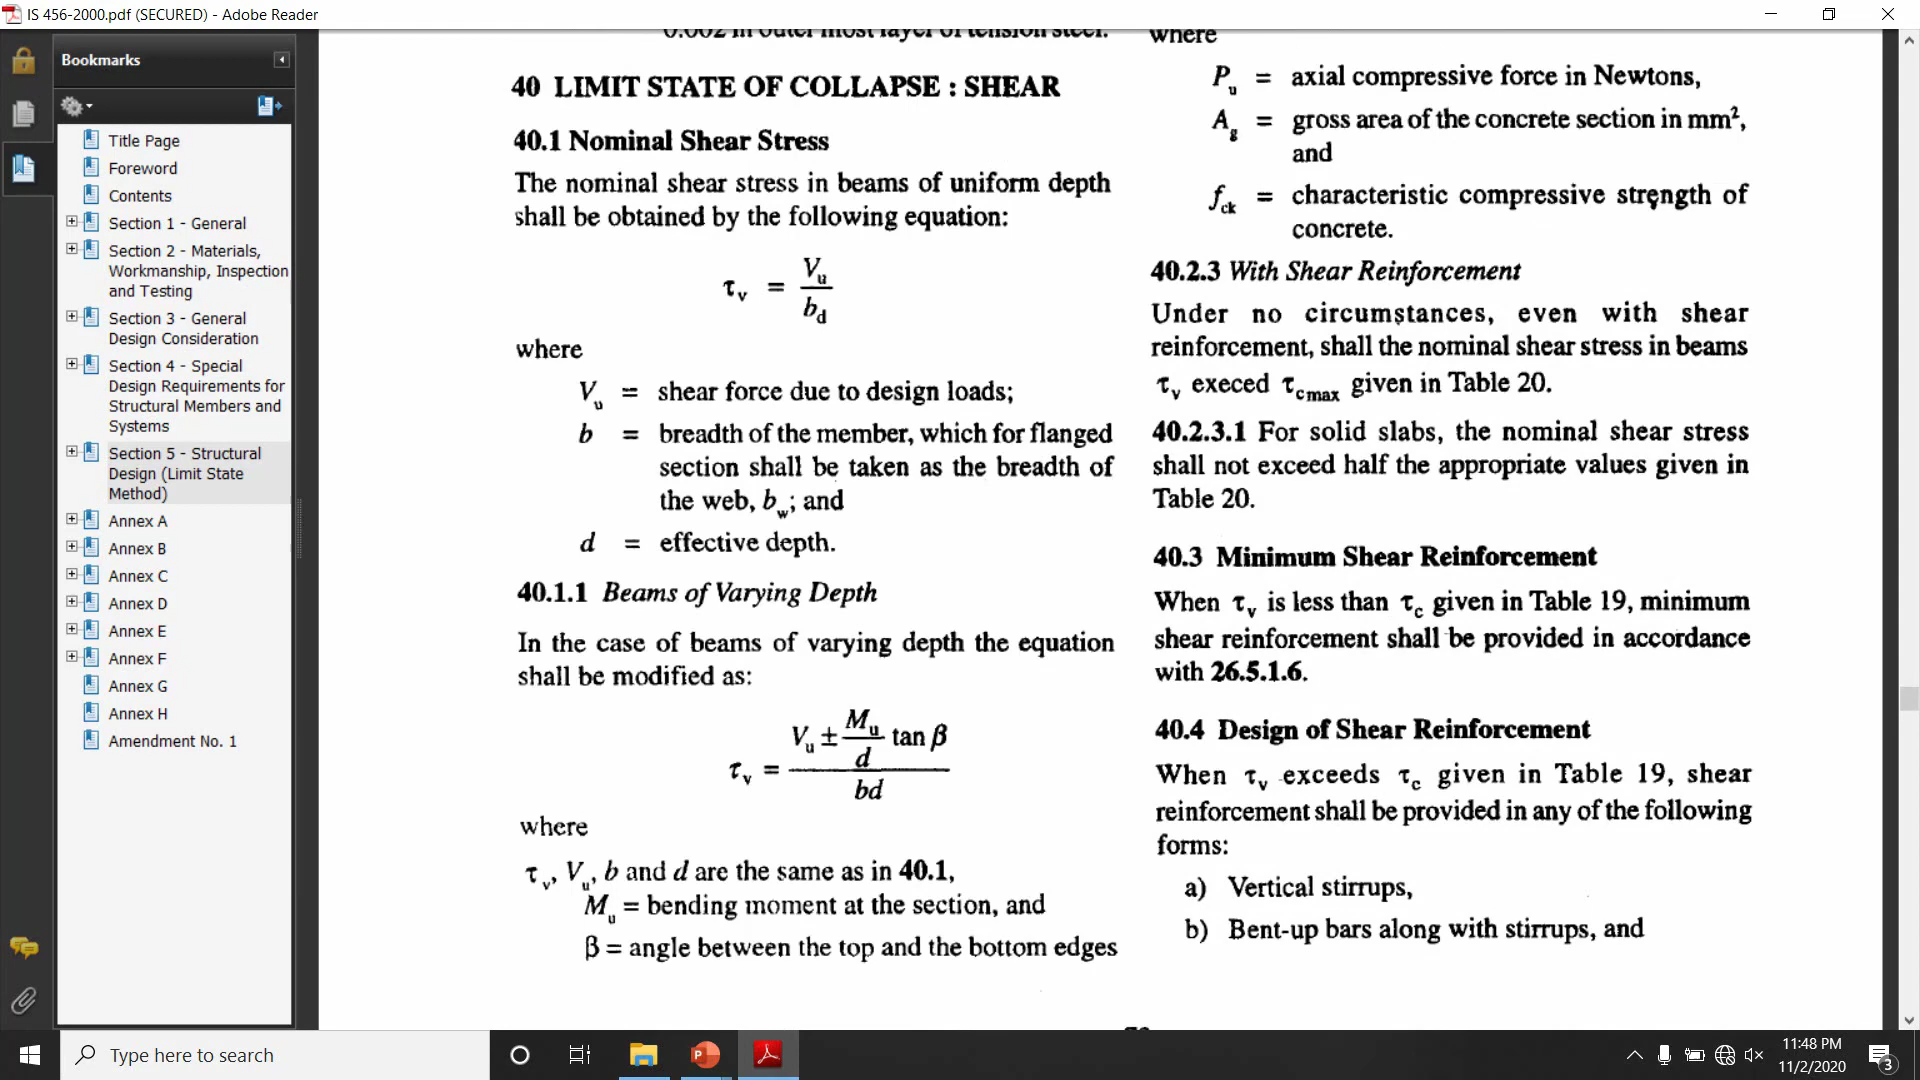 IS 456-2000.pdf (SECURED) - Adobe Reader
Bookmarks
Title Page
Foreword
Contents
Section 1 - General
Section 2 - Materials,
Workmanship, Inspection
and Testing
Section 3 - General
Design Consideration
Section 4 - Special
Design Requirements for
Structural Members and
Systems
Section 5 - Structural
Design (Limit State
Method)
Annex A
Annex B
Annex C
Annex D
Annex E
Annex F
Annex G
Annex H
Amendment No. 1
0.002 in outer most layer of tension steel.
40 LIMIT STATE OF COLLAPSE : SHEAR
40.1 Nominal Shear Stress
The nominal shear stress in beams of uniform depth
shall be obtained by the following equation:
τv = Vu / bd
where
Vu = shear force due to design loads;
b = breadth of the member, which for flanged
section shall be taken as the breadth of
the web, bw; and
d = effective depth.
40.1.1 Beams of Varying Depth
In the case of beams of varying depth the equation
shall be modified as:
τv = (Vu ± Mu/d tan β) / bd
where
τv, Vu, b and d are the same as in 40.1,
Mu = bending moment at the section, and
β = angle between the top and the bottom edges
where
Pu = axial compressive force in Newtons,
Ag = gross area of the concrete section in mm²,
and
fck = characteristic compressive strength of
concrete.
40.2.3 With Shear Reinforcement
Under no circumstances, even with shear
reinforcement, shall the nominal shear stress in beams
τv execed τcmax given in Table 20.
40.2.3.1 For solid slabs, the nominal shear stress
shall not exceed half the appropriate values given in
Table 20.
40.3 Minimum Shear Reinforcement
When τv is less than τc given in Table 19, minimum
shear reinforcement shall be provided in accordance
with 26.5.1.6.
40.4 Design of Shear Reinforcement
When τv exceeds τc given in Table 19, shear
reinforcement shall be provided in any of the following
forms:
a) Vertical stirrups,
b) Bent-up bars along with stirrups, and
Type here to search
11:48 PM
11/2/2020
3